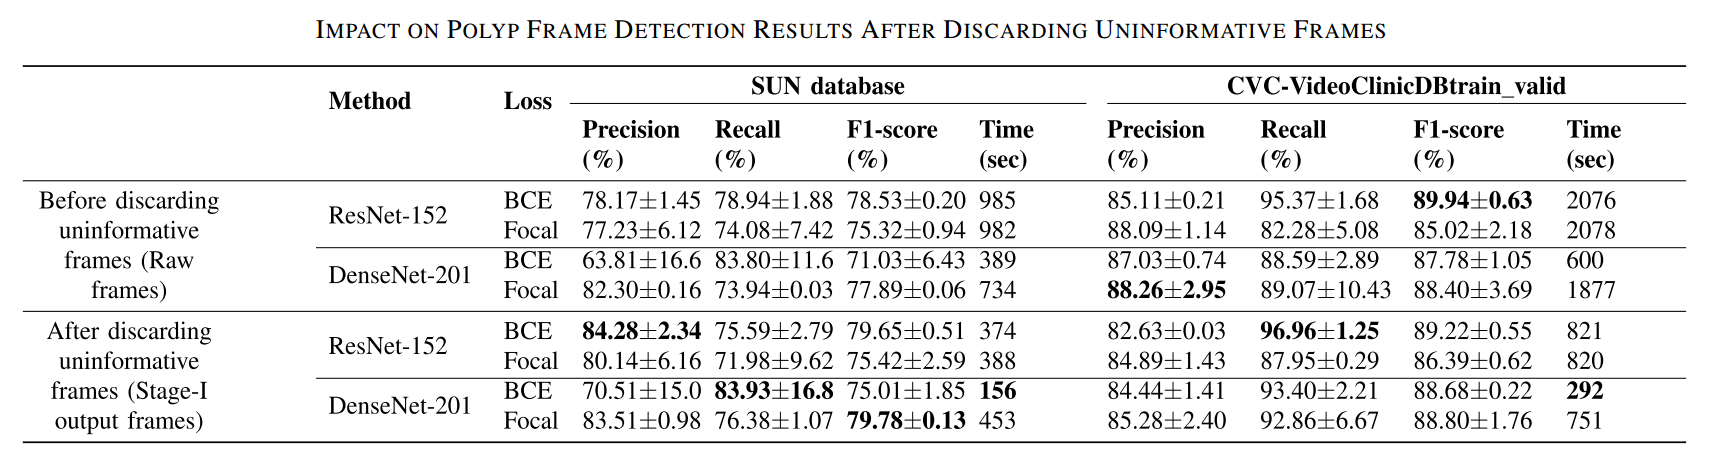 IMPACT ON POLYP FRAME DETECTION RESULTS AFTER DISCARDING UNINFORMATIVE FRAMES
Method Loss SUN database CVC-VideoClinicDBtrain_valid
Precision Recall F1-score Time Precision Recall F1-score Time
(%) (%) (%) (sec) (%) (%) (%) (sec)
Before discarding uninformative frames (Raw frames)
ResNet-152
BCE 78.17±1.45 78.94±1.88 78.53±0.20 985 85.11±0.21 95.37±1.68 89.94±0.63 2076
Focal 77.23±6.12 74.08±7.42 75.32±0.94 982 88.09±1.14 82.28±5.08 85.02±2.18 2078
DenseNet-201
BCE 63.81±16.6 83.80±11.6 71.03±6.43 389 87.03±0.74 88.59±2.89 87.78±1.05 600
Focal 82.30±0.16 73.94±0.03 77.89±0.06 734 88.26±2.95 89.07±10.43 88.40±3.69 1877
After discarding uninformative frames (Stage-I output frames)
ResNet-152
BCE 84.28±2.34 75.59±2.79 79.65±0.51 374 82.63±0.03 96.96±1.25 89.22±0.55 821
Focal 80.14±6.16 71.98±9.62 75.42±2.59 388 84.89±1.43 87.95±0.29 86.39±0.62 820
DenseNet-201
BCE 70.51±15.0 83.93±16.8 75.01±1.85 156 84.44±1.41 93.40±2.21 88.68±0.22 292
Focal 83.51±0.98 76.38±1.07 79.78±0.13 453 85.28±2.40 92.86±6.67 88.80±1.76 751